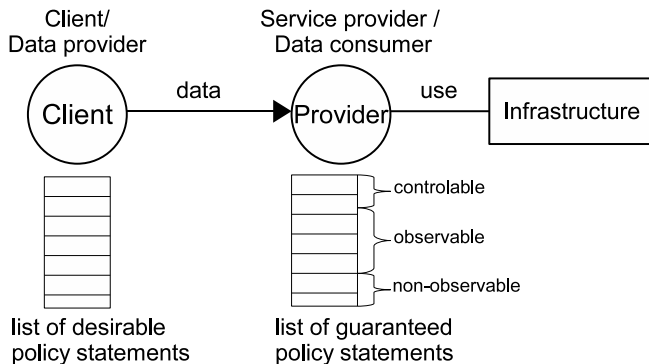 Client/
Data provider
Service provider /
Data consumer
Client
data
Provider
use
Infrastructure
controlable
observable
non-observable
list of desirable
policy statements
list of guaranteed
policy statements